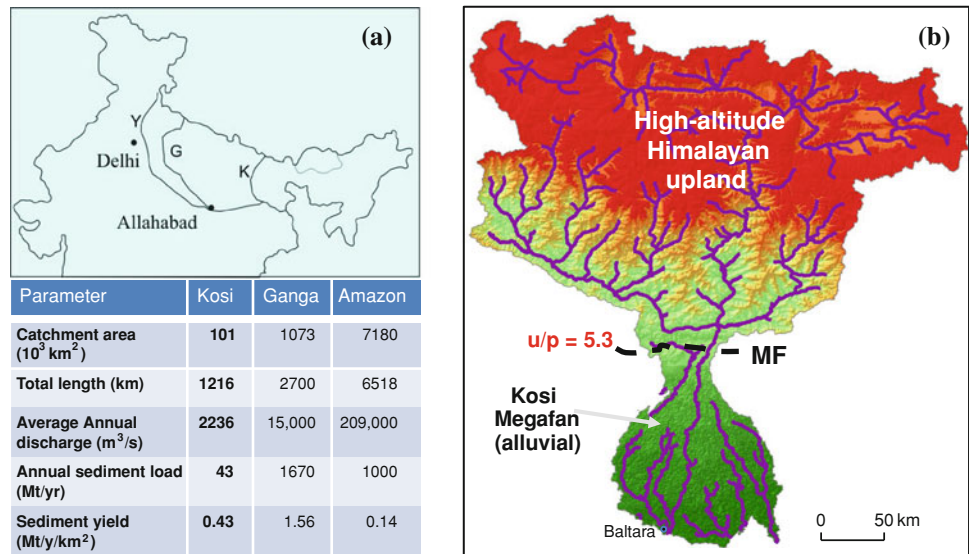 (a)
Y
Delhi
G
K
Allahabad
Parameter Kosi Ganga Amazon
Catchment area
(10³ km²) 101 1073 7180
Total length (km) 1216 2700 6518
Average Annual
discharge (m³/s) 2236 15,000 209,000
Annual sediment load
(Mt/yr) 43 1670 1000
Sediment yield
(Mt/y/km²) 0.43 1.56 0.14
(b)
High-altitude
Himalayan
upland
u/p = 5.3
MF
Kosi
Megafan
(alluvial)
Baltara
0 50 km